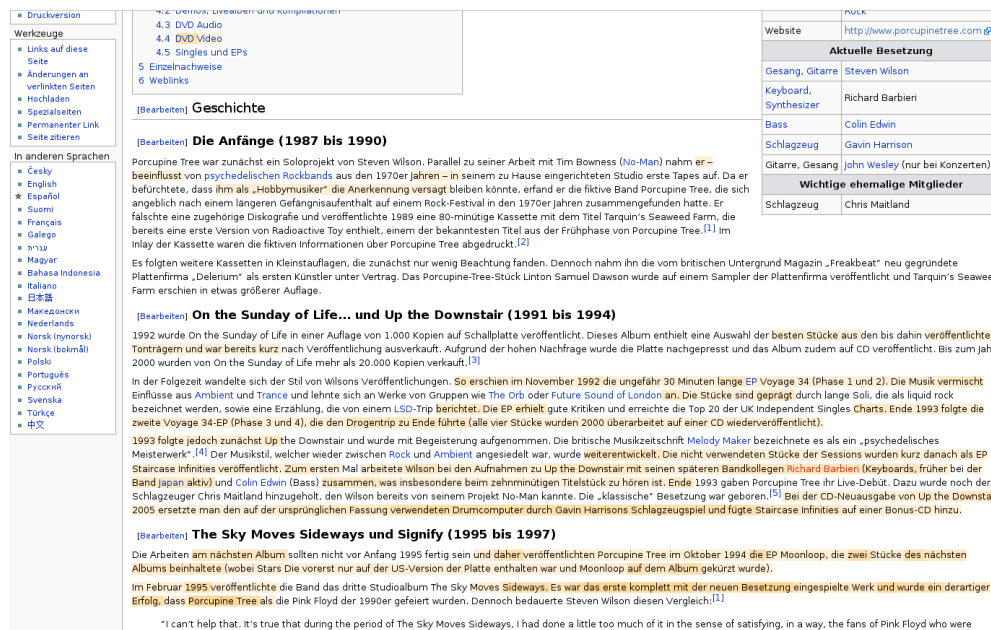 Druckversion
Werkzeuge
Links auf diese
Seite
Änderungen an
verlinkten Seiten
Hochladen
Spezialseiten
Permanenter Link
Seite zitieren
In anderen Sprachen
Česky
English
Español
Suomi
Français
Galego
עברית
Magyar
Bahasa Indonesia
Italiano
日本語
Македонски
Nederlands
Norsk (nynorsk)
Norsk (bokmål)
Polski
Português
Русский
Svenska
Türkçe
中文
4.2 Demos, Livealben und Kompilationen
4.3 DVD Audio
4.4 DVD Video
4.5 Singles und EPs
5 Einzelnachweise
6 Weblinks
[Bearbeiten] Geschichte
[Bearbeiten] Die Anfänge (1987 bis 1990)
Porcupine Tree war zunächst ein Soloprojekt von Steven Wilson. Parallel zu seiner Arbeit mit Tim Bowness (No-Man) nahm er –
beeinflusst von psychedelischen Rockbands aus den 1970er Jahren – in seinem zu Hause eingerichteten Studio erste Tapes auf. Da er
befürchtete, dass ihm als „Hobbymusiker“ die Anerkennung versagt bleiben könnte, erfand er die fiktive Band Porcupine Tree, die sich
angeblich nach einem längeren Gefängnisaufenthalt auf einem Rock-Festival in den 1970er Jahren zusammengefunden hatte. Er
fälschte eine zugehörige Diskografie und veröffentlichte 1989 eine 80-minütige Kassette mit dem Titel Tarquin’s Seaweed Farm, die
bereits eine erste Version von Radioactive Toy enthielt, einem der bekanntesten Titel aus der Frühphase von Porcupine Tree.[1] Im
Inlay der Kassette waren die fiktiven Informationen über Porcupine Tree abgedruckt.[2]
Es folgten weitere Kassetten in Kleinstauflagen, die zunächst nur wenig Beachtung fanden. Dennoch nahm ihn die vom britischen Untergrund Magazin „Freakbeat“ neu gegründete
Plattenfirma „Delerium“ als ersten Künstler unter Vertrag. Das Porcupine-Tree-Stück Linton Samuel Dawson wurde auf einem Sampler der Plattenfirma veröffentlicht und Tarquin’s Seawee
Farm erschien in etwas größerer Auflage.
[Bearbeiten] On the Sunday of Life... und Up the Downstair (1991 bis 1994)
1992 wurde On the Sunday of Life in einer Auflage von 1.000 Kopien auf Schallplatte veröffentlicht. Dieses Album enthielt eine Auswahl der besten Stücke aus den bis dahin veröffentlichte
Tonträgern und war bereits kurz nach Veröffentlichung ausverkauft. Aufgrund der hohen Nachfrage wurde die Platte nachgepresst und das Album zudem auf CD veröffentlicht. Bis zum Jah
2000 wurden von On the Sunday of Life mehr als 20.000 Kopien verkauft.[3]
In der Folgezeit wandelte sich der Stil von Wilsons Veröffentlichungen. So erschien im November 1992 die ungefähr 30 Minuten lange EP Voyage 34 (Phase 1 und 2). Die Musik vermischt
Einflüsse aus Ambient und Trance und lehnte sich an Werke von Gruppen wie The Orb oder Future Sound of London an. Die Stücke sind geprägt durch lange Soli, die als liquid rock
bezeichnet werden, sowie eine Erzählung, die von einem LSD-Trip berichtet. Die EP erhielt gute Kritiken und erreichte die Top 20 der UK Independent Singles Charts. Ende 1993 folgte die
zweite Voyage 34-EP (Phase 3 und 4), die den Drogentrip zu Ende führte (alle vier Stücke wurden 2000 überarbeitet auf einer CD wiederveröffentlicht).
1993 folgte jedoch zunächst Up the Downstair und wurde mit Begeisterung aufgenommen. Die britische Musikzeitschrift Melody Maker bezeichnete es als ein „psychedelisches
Meisterwerk“.[4] Der Musikstil, welcher wieder zwischen Rock und Ambient angesiedelt war, wurde weiterentwickelt. Die nicht verwendeten Stücke der Sessions wurden kurz danach als EP
Staircase Infinities veröffentlicht. Zum ersten Mal arbeitete Wilson bei den Aufnahmen zu Up the Downstair mit seinen späteren Bandkollegen Richard Barbieri (Keyboards, früher bei der
Band Japan aktiv) und Colin Edwin (Bass) zusammen, was insbesondere beim zehnminütigen Titelstück zu hören ist. Ende 1993 gaben Porcupine Tree ihr Live-Debüt. Dazu wurde noch der
Schlagzeuger Chris Maitland hinzugeholt, den Wilson bereits von seinem Projekt No-Man kannte. Die „klassische“ Besetzung war geboren.[5] Bei der CD-Neuausgabe von Up the Downsta
2005 ersetzte man den auf der ursprünglichen Fassung verwendeten Drumcomputer durch Gavin Harrisons Schlagzeugspiel und fügte Staircase Infinities auf einer Bonus-CD hinzu.
[Bearbeiten] The Sky Moves Sideways und Signify (1995 bis 1997)
Die Arbeiten am nächsten Album sollten nicht vor Anfang 1995 fertig sein und daher veröffentlichten Porcupine Tree im Oktober 1994 die EP Moonloop, die zwei Stücke des nächsten
Albums beinhaltete (wobei Stars Die vorerst nur auf der US-Version der Platte enthalten war und Moonloop auf dem Album gekürzt wurde).
Im Februar 1995 veröffentlichte die Band das dritte Studioalbum The Sky Moves Sideways. Es war das erste komplett mit der neuen Besetzung eingespielte Werk und wurde ein derartiger
Erfolg, dass Porcupine Tree als die Pink Floyd der 1990er gefeiert wurden. Dennoch bedauerte Steven Wilson diesen Vergleich:[1]
“I can’t help that. It’s true that during the period of The Sky Moves Sideways, I had done a little too much of it in the sense of satisfying, in a way, the fans of Pink Floyd who were
Rock
Website http://www.porcupinetree.com
Aktuelle Besetzung
Gesang, Gitarre Steven Wilson
Keyboard,
Synthesizer Richard Barbieri
Bass Colin Edwin
Schlagzeug Gavin Harrison
Gitarre, Gesang John Wesley (nur bei Konzerten)
Wichtige ehemalige Mitglieder
Schlagzeug Chris Maitland